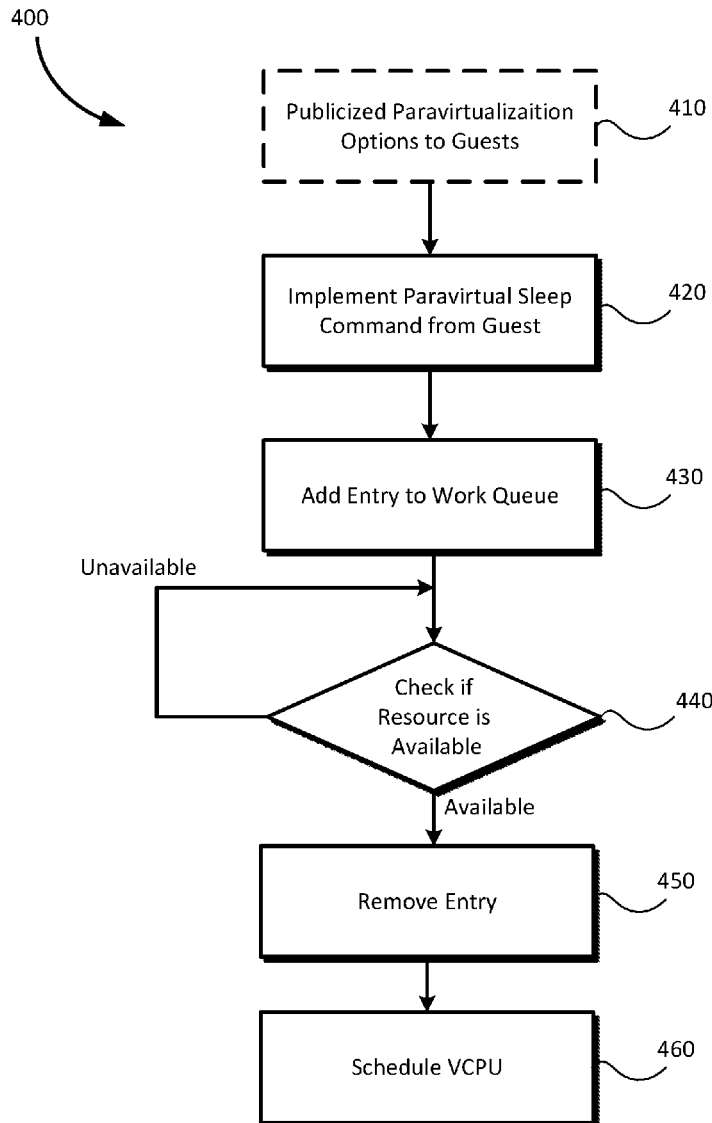 400
Publicized Paravirtualizaition
Options to Guests
410
Implement Paravirtual Sleep
Command from Guest
420
Add Entry to Work Queue
430
Unavailable
Check if
Resource is
Available
440
Available
Remove Entry
450
Schedule VCPU
460